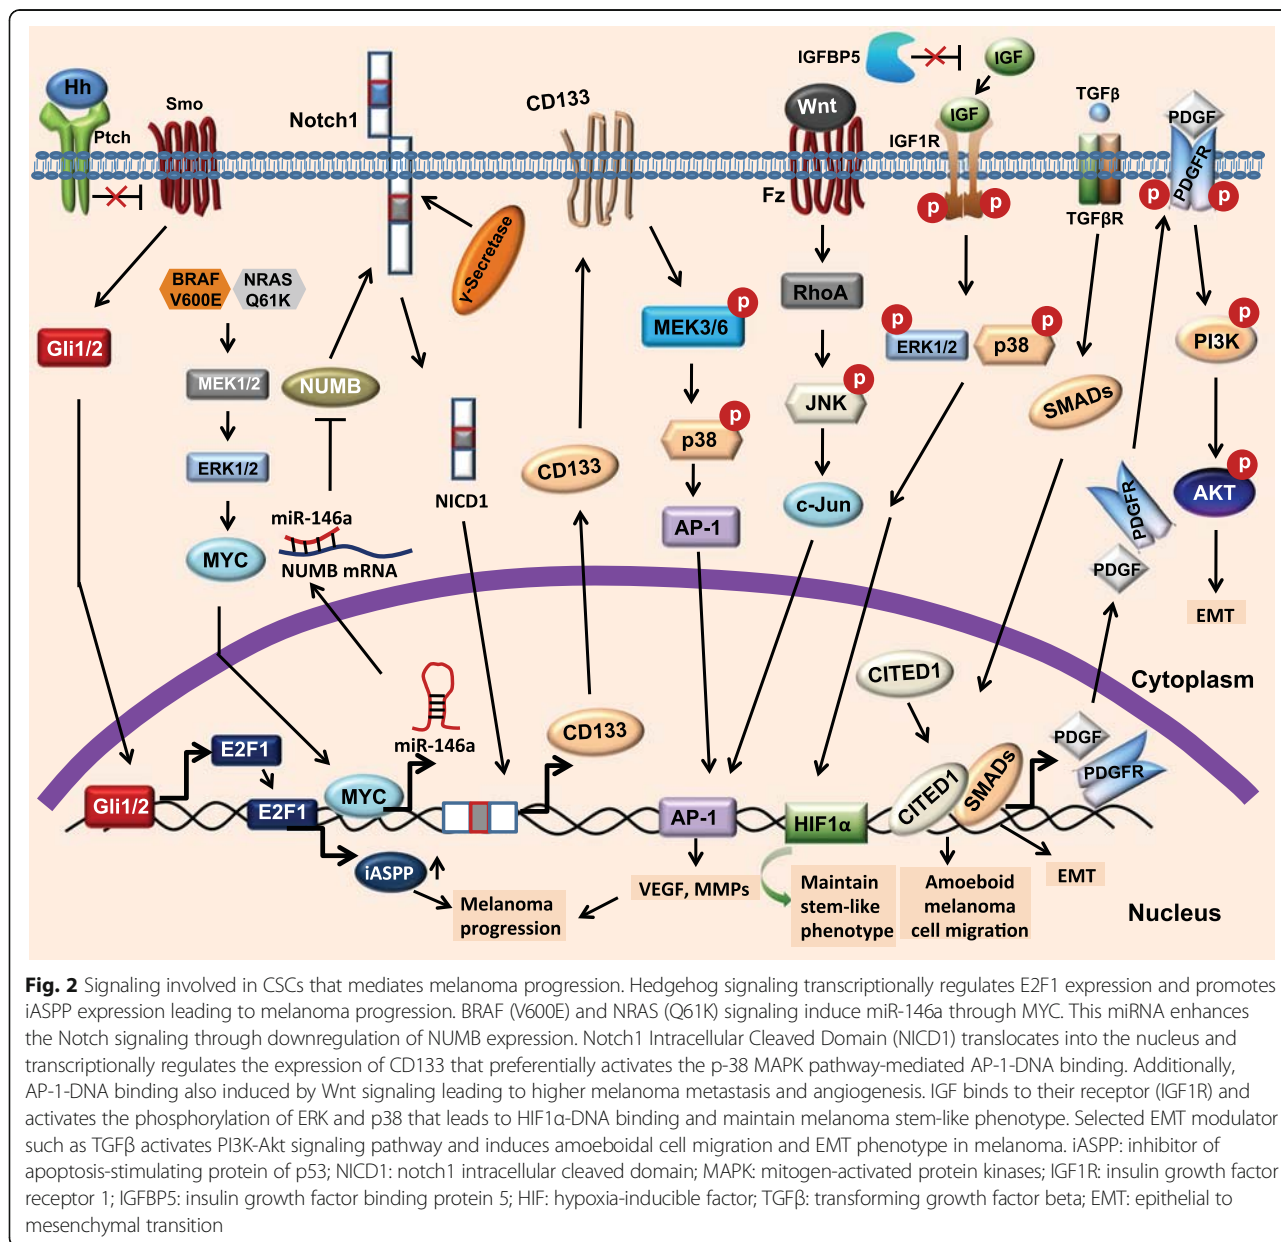 Hh
Ptch
Smo
Notch1
CD133
Wnt
Fz
IGFBP5
IGF
IGF
IGF1R
P
P
TGFβ
TGFβR
PDGF
PDGFR
P
P
γ-Secretase
BRAF
V600E
NRAS
Q61K
Gli1/2
MEK1/2
NUMB
ERK1/2
MYC
miR-146a
NUMB mRNA
NICD1
CD133
MEK3/6
P
p38
P
AP-1
RhoA
JNK
P
c-Jun
P
ERK1/2
p38
P
SMADs
PI3K
P
AKT
P
EMT
PDGFR
PDGF
Cytoplasm
CITED1
miR-146a
CD133
E2F1
Gli1/2
E2F1
MYC
iASPP
Melanoma
progression
AP-1
VEGF, MMPs
HIF1α
Maintain
stem-like
phenotype
CITED1
SMADs
Amoeboid
melanoma
cell migration
EMT
PDGF
PDGFR
Nucleus
Fig. 2 Signaling involved in CSCs that mediates melanoma progression. Hedgehog signaling transcriptionally regulates E2F1 expression and promotes
iASPP expression leading to melanoma progression. BRAF (V600E) and NRAS (Q61K) signaling induce miR-146a through MYC. This miRNA enhances
the Notch signaling through downregulation of NUMB expression. Notch1 Intracellular Cleaved Domain (NICD1) translocates into the nucleus and
transcriptionally regulates the expression of CD133 that preferentially activates the p-38 MAPK pathway-mediated AP-1-DNA binding. Additionally,
AP-1-DNA binding also induced by Wnt signaling leading to higher melanoma metastasis and angiogenesis. IGF binds to their receptor (IGF1R) and
activates the phosphorylation of ERK and p38 that leads to HIF1α-DNA binding and maintain melanoma stem-like phenotype. Selected EMT modulator
such as TGFβ activates PI3K-Akt signaling pathway and induces amoeboidal cell migration and EMT phenotype in melanoma. iASPP: inhibitor of
apoptosis-stimulating protein of p53; NICD1: notch1 intracellular cleaved domain; MAPK: mitogen-activated protein kinases; IGF1R: insulin growth factor
receptor 1; IGFBP5: insulin growth factor binding protein 5; HIF: hypoxia-inducible factor; TGFβ: transforming growth factor beta; EMT: epithelial to
mesenchymal transition